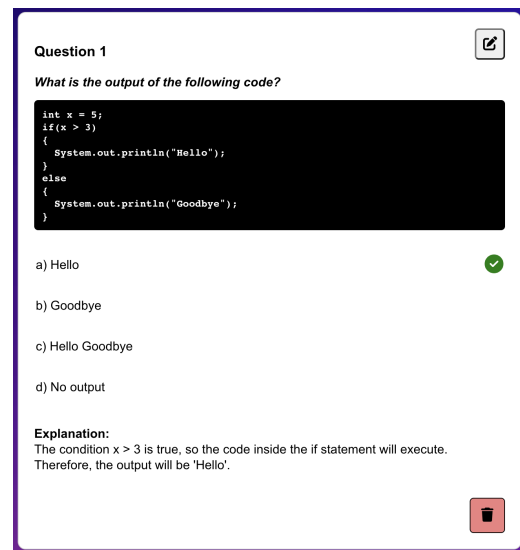 Question 1
What is the output of the following code?
int x = 5;
if(x > 3)
{
  System.out.println("Hello");
}
else
{
  System.out.println("Goodbye");
}
a) Hello
b) Goodbye
c) Hello Goodbye
d) No output
Explanation:
The condition x > 3 is true, so the code inside the if statement will execute.
Therefore, the output will be 'Hello'.